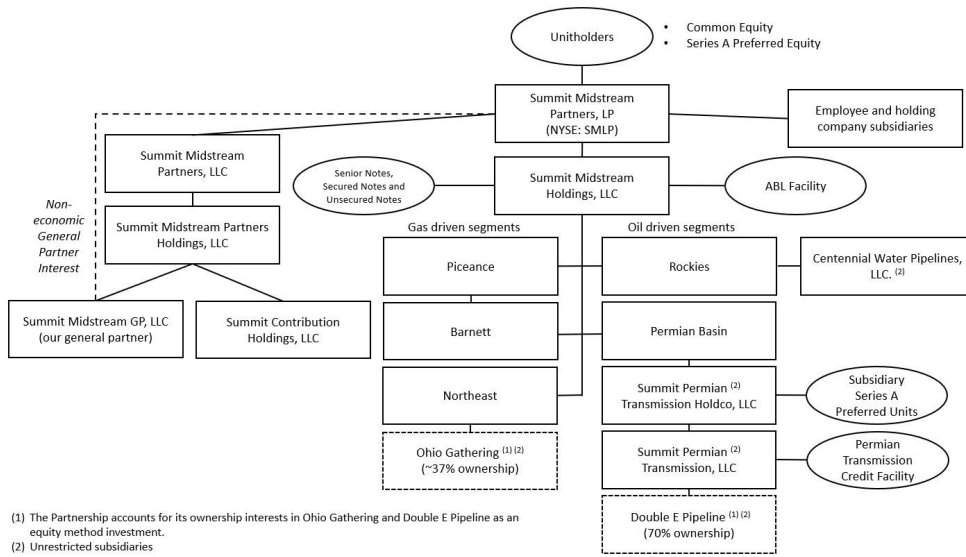 Unitholders
• Common Equity
• Series A Preferred Equity
Summit Midstream
Partners, LP
(NYSE: SMLP)
Employee and holding
company subsidiaries
Summit Midstream
Partners, LLC
Senior Notes,
Secured Notes and
Unsecured Notes
Summit Midstream
Holdings, LLC
ABL Facility
Non-
economic
General
Partner
Interest
Summit Midstream Partners
Holdings, LLC
Gas driven segments
Oil driven segments
Piceance
Rockies
Centennial Water Pipelines,
LLC. (2)
Summit Midstream GP, LLC
(our general partner)
Summit Contribution
Holdings, LLC
Barnett
Permian Basin
Northeast
Summit Permian (2)
Transmission Holdco, LLC
Subsidiary
Series A
Preferred Units
Ohio Gathering (1) (2)
(~37% ownership)
Summit Permian (2)
Transmission, LLC
Permian
Transmission
Credit Facility
Double E Pipeline (1) (2)
(70% ownership)
(1) The Partnership accounts for its ownership interests in Ohio Gathering and Double E Pipeline as an
equity method investment.
(2) Unrestricted subsidiaries